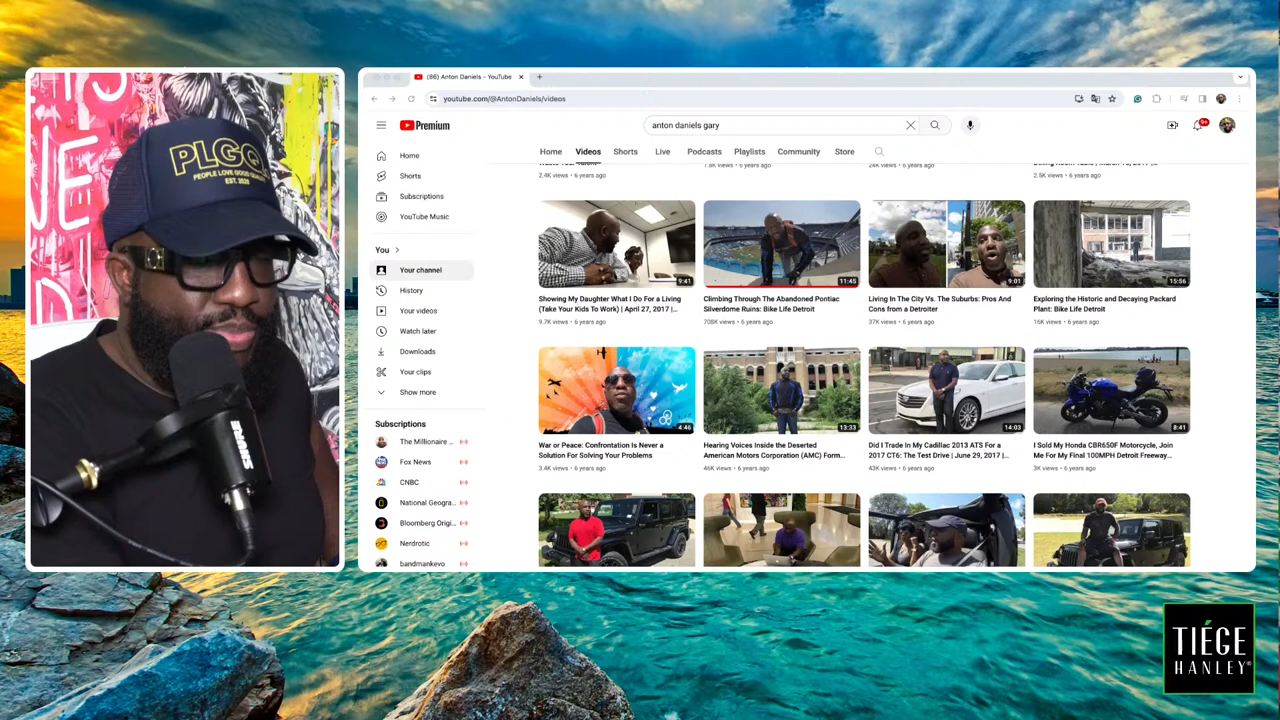 PLGQ
PEOPLE LOVE GOOD QUALITY
EST. 2020
(86) Anton Daniels - YouTube
youtube.com/@AntonDaniels/videos
Premium
anton daniels gary
9+
Home
Videos
Shorts
Live
Podcasts
Playlists
Community
Store
Home
Shorts
Subscriptions
YouTube Music
You
Your channel
History
Your videos
Watch later
Downloads
Your clips
Show more
Subscriptions
The Millionaire ...
Fox News
CNBC
National Geogra...
Bloomberg Origi...
Nerdrotic
bandmankevo
2.4K views • 6 years ago
1.8K views • 6 years ago
24K views • 6 years ago
2.5K views • 6 years ago
9:41
11:45
9:01
15:56
Showing My Daughter What I Do For a Living
(Take Your Kids To Work) | April 27, 2017 |...
9.7K views • 6 years ago
Climbing Through The Abandoned Pontiac
Silverdome Ruins: Bike Life Detroit
708K views • 6 years ago
Living In The City Vs. The Suburbs: Pros And
Cons from a Detroiter
37K views • 6 years ago
Exploring the Historic and Decaying Packard
Plant: Bike Life Detroit
16K views • 6 years ago
4:46
13:33
14:03
8:41
War or Peace: Confrontation Is Never a
Solution For Solving Your Problems
3.4K views • 6 years ago
Hearing Voices Inside the Deserted
American Motors Corporation (AMC) Form...
46K views • 6 years ago
Did I Trade In My Cadillac 2013 ATS For a
2017 CT6: The Test Drive | June 29, 2017 |...
43K views • 6 years ago
I Sold My Honda CBR650F Motorcycle, Join
Me For My Final 100MPH Detroit Freeway...
3K views • 6 years ago
TIÉGE
HANLEY®